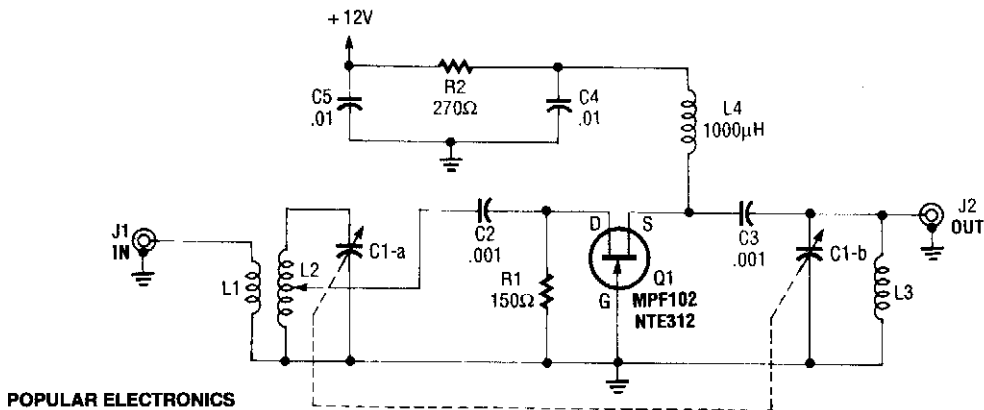 +12V
C5
.01
R2
270Ω
C4
.01
L4
1000µH
J1
IN
L1
L2
C1-a
C2
.001
R1
150Ω
D
S
G
Q1
MPF102
NTE312
C3
.001
C1-b
L3
J2
OUT
POPULAR ELECTRONICS